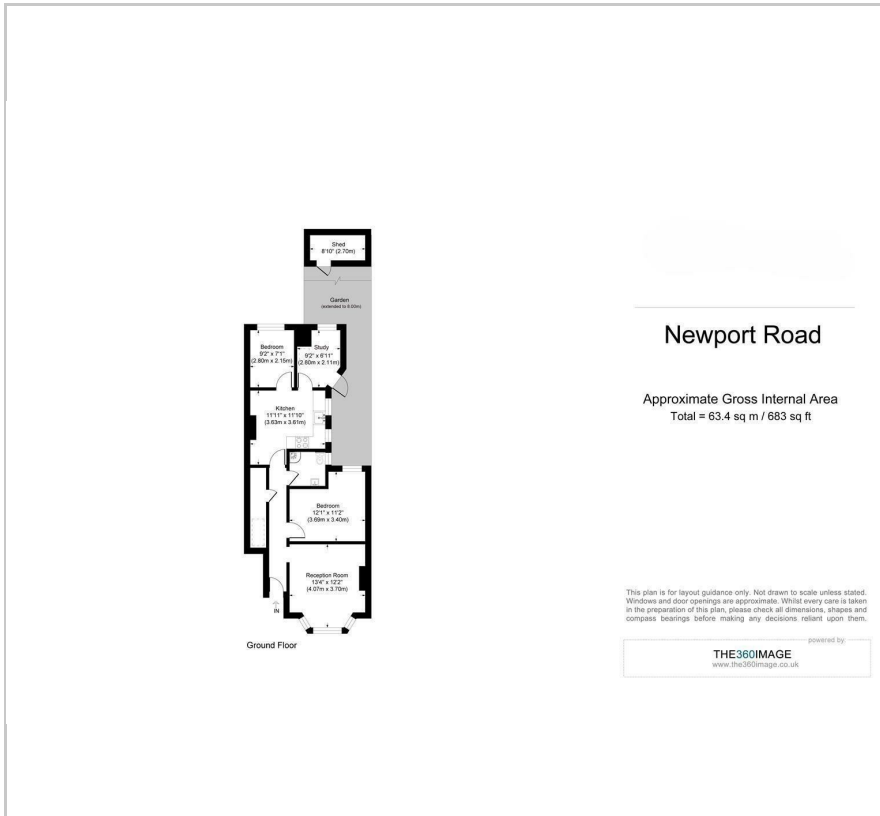 Shed
8'10" (2.70m)
Garden
(extended to 8.00m)
Bedroom
9'2" x 7'1"
(2.80m x 2.15m)
Study
9'2" x 6'11"
(2.80m x 2.11m)
Kitchen
11'11" x 11'10"
(3.63m x 3.61m)
Bedroom
12'1" x 11'2"
(3.69m x 3.40m)
Reception Room
13'4" x 12'2"
(4.07m x 3.70m)
IN
Ground Floor
Newport Road
Approximate Gross Internal Area
Total = 63.4 sq m / 683 sq ft
This plan is for layout guidance only. Not drawn to scale unless stated.
Windows and door openings are approximate. Whilst every care is taken
in the preparation of this plan, please check all dimensions, shapes and
compass bearings before making any decisions reliant upon them.
powered by
THE360IMAGE
www.the360image.co.uk